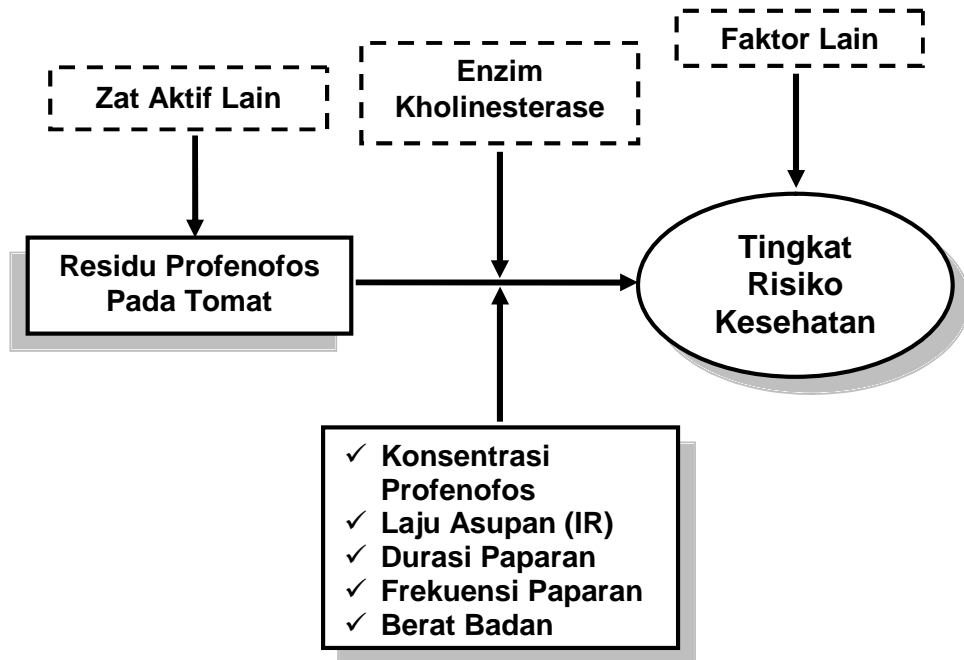 Faktor Lain
Enzim
Kholinesterase
Zat Aktif Lain
Residu Profenofos
Pada Tomat
Tingkat
Risiko
Kesehatan
✓ Konsentrasi
Profenofos
✓ Laju Asupan (IR)
✓ Durasi Paparan
✓ Frekuensi Paparan
✓ Berat Badan